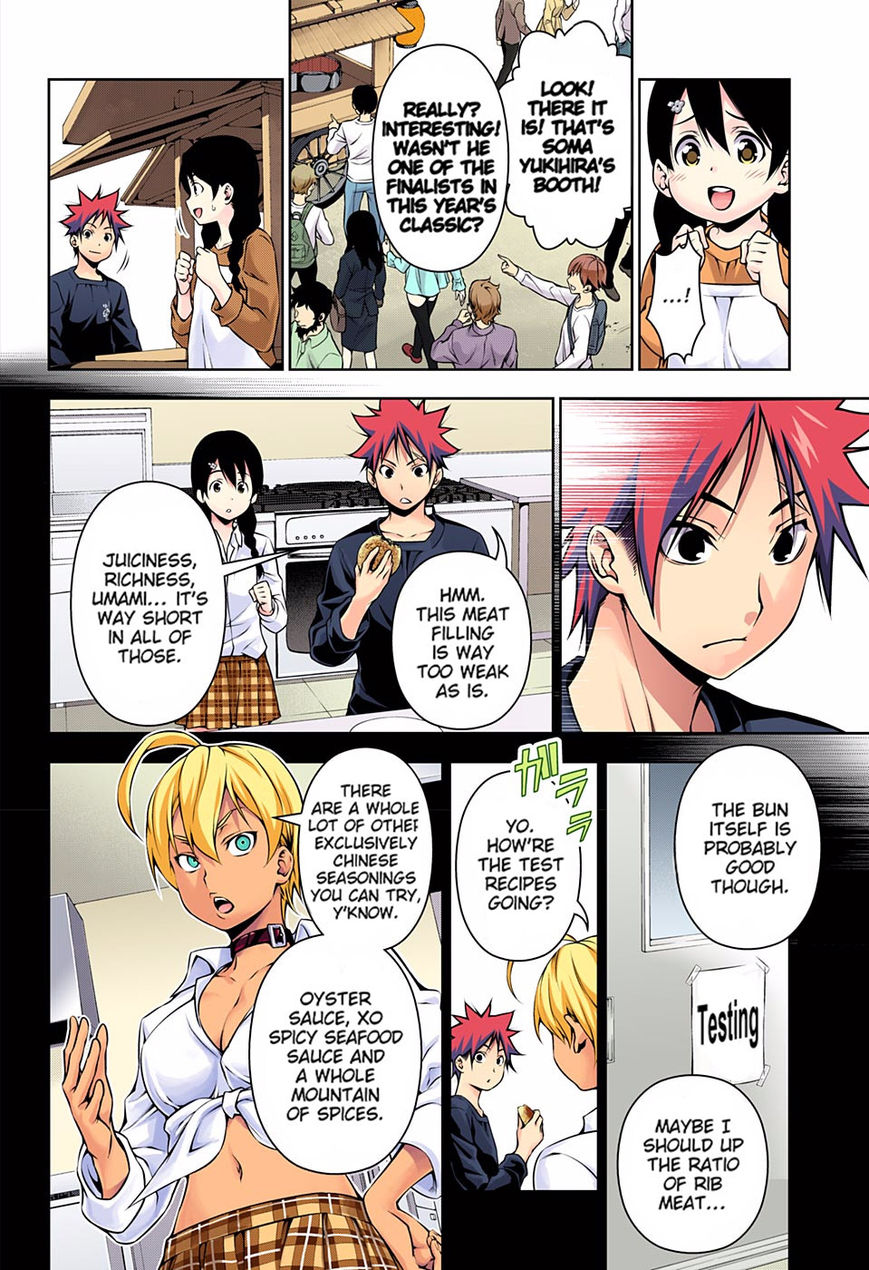 ...!
LOOK!
THERE IT
IS! THAT'S
SOMA
YUKIHIRA'S
BOOTH!
REALLY?
INTERESTING!
WASN'T HE
ONE OF THE
FINALISTS IN
THIS YEAR'S
CLASSIC?
HMM.
THIS MEAT
FILLING
IS WAY
TOO WEAK
AS IS.
JUICINESS,
RICHNESS,
UMAMI... IT'S
WAY SHORT
IN ALL OF
THOSE.
THE BUN
ITSELF IS
PROBABLY
GOOD
THOUGH.
Testing
MAYBE I
SHOULD UP
THE RATIO
OF RIB
MEAT...
ガララ
YO.
HOW'RE
THE TEST
RECIPES
GOING?
THERE
ARE A WHOLE
LOT OF OTHER
EXCLUSIVELY
CHINESE
SEASONINGS
YOU CAN TRY,
Y'KNOW.
OYSTER
SAUCE, XO
SPICY SEAFOOD
SAUCE AND
A WHOLE
MOUNTAIN
OF SPICES.